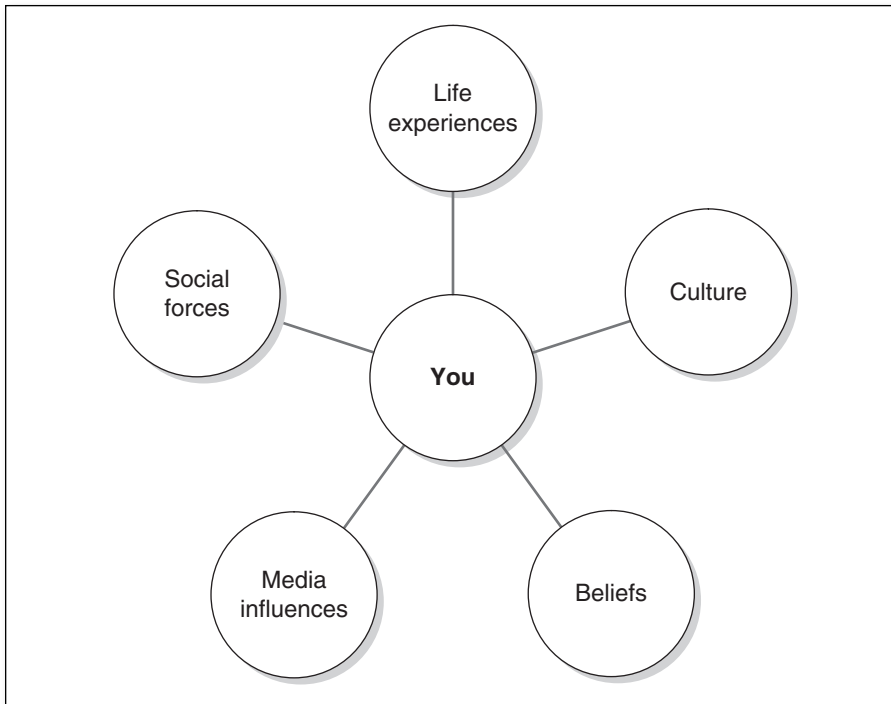 Life
experiences
Social
forces
Culture
You
Media
influences
Beliefs